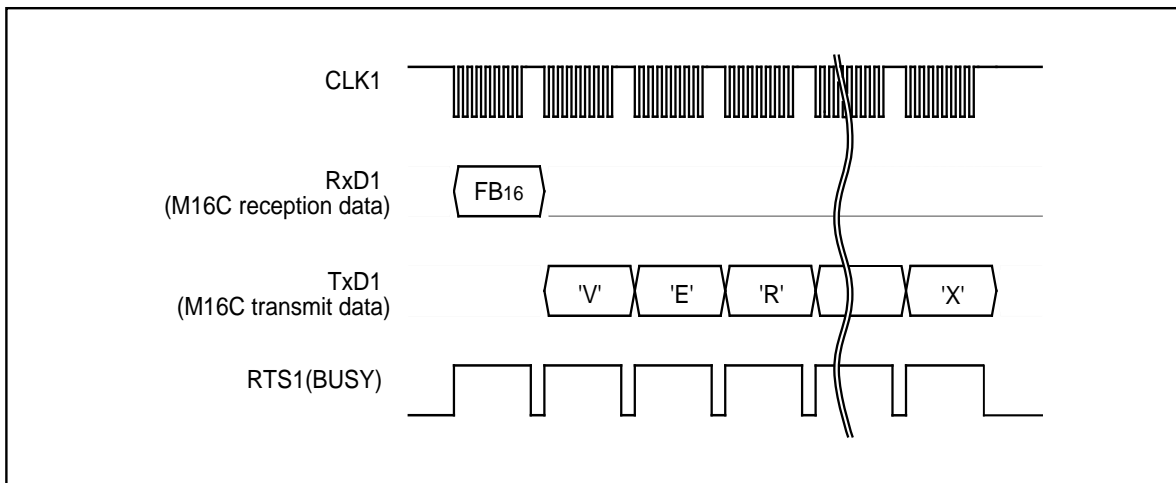 CLK1
RxD1
(M16C reception data)
FB16
TxD1
(M16C transmit data)
'V' 'E' 'R' 'X'
RTS1(BUSY)